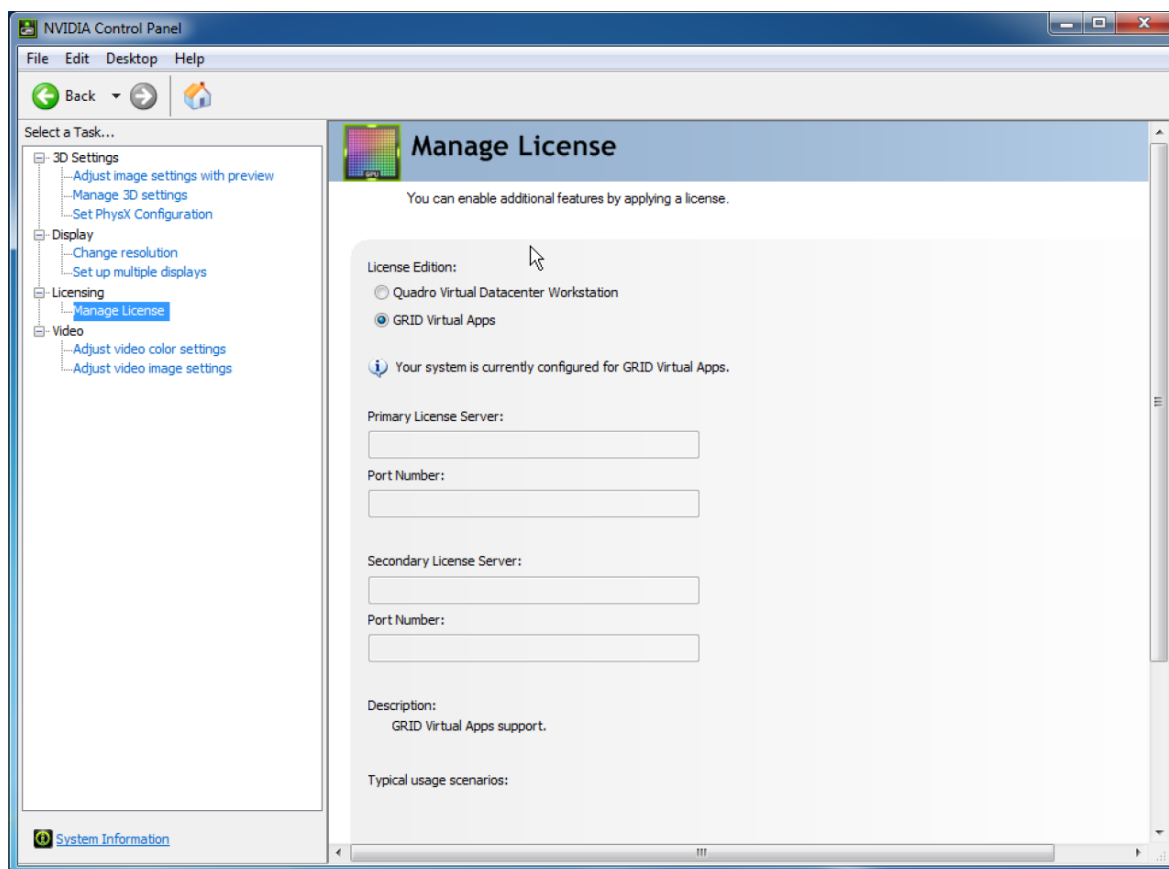 NVIDIA Control Panel
File Edit Desktop Help
Back
Select a Task...
3D Settings
Adjust image settings with preview
Manage 3D settings
Set PhysX Configuration
Display
Change resolution
Set up multiple displays
Licensing
Manage License
Video
Adjust video color settings
Adjust video image settings
System Information
GPU
Manage License
You can enable additional features by applying a license.
License Edition:
Quadro Virtual Datacenter Workstation
GRID Virtual Apps
Your system is currently configured for GRID Virtual Apps.
Primary License Server:
Port Number:
Secondary License Server:
Port Number:
Description:
GRID Virtual Apps support.
Typical usage scenarios: